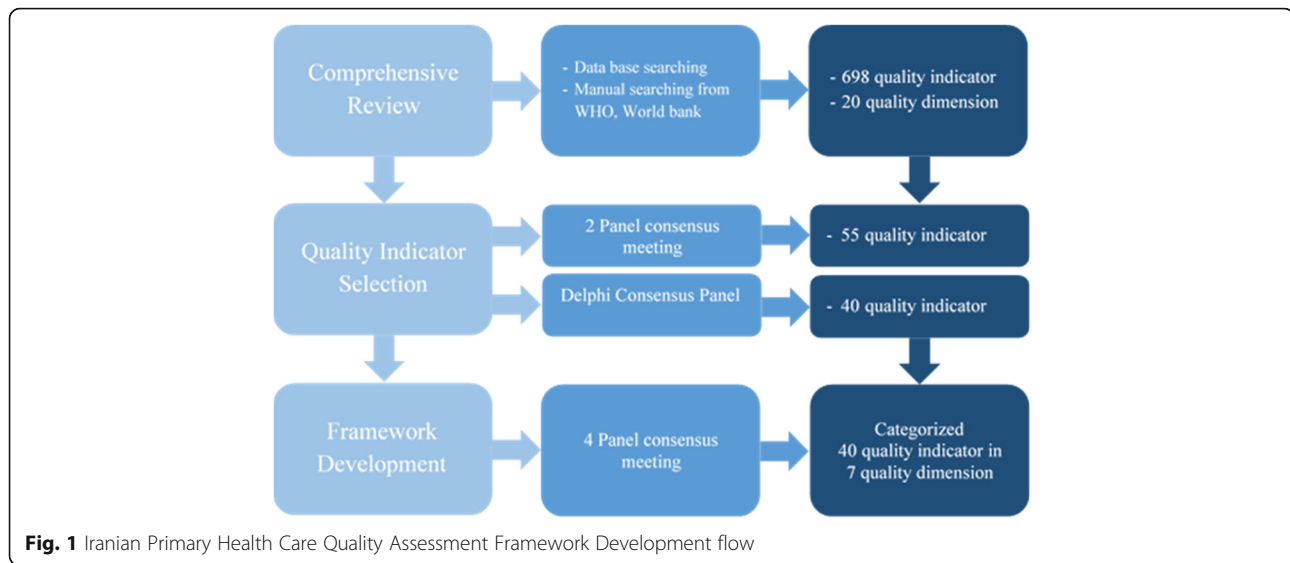 Comprehensive
Review
- Data base searching
- Manual searching from
WHO, World bank
- 698 quality indicator
- 20 quality dimension
Quality Indicator
Selection
2 Panel consensus
meeting
- 55 quality indicator
Delphi Consensus Panel
- 40 quality indicator
Framework
Development
4 Panel consensus
meeting
Categorized
40 quality indicator in
7 quality dimension
Fig. 1 Iranian Primary Health Care Quality Assessment Framework Development flow